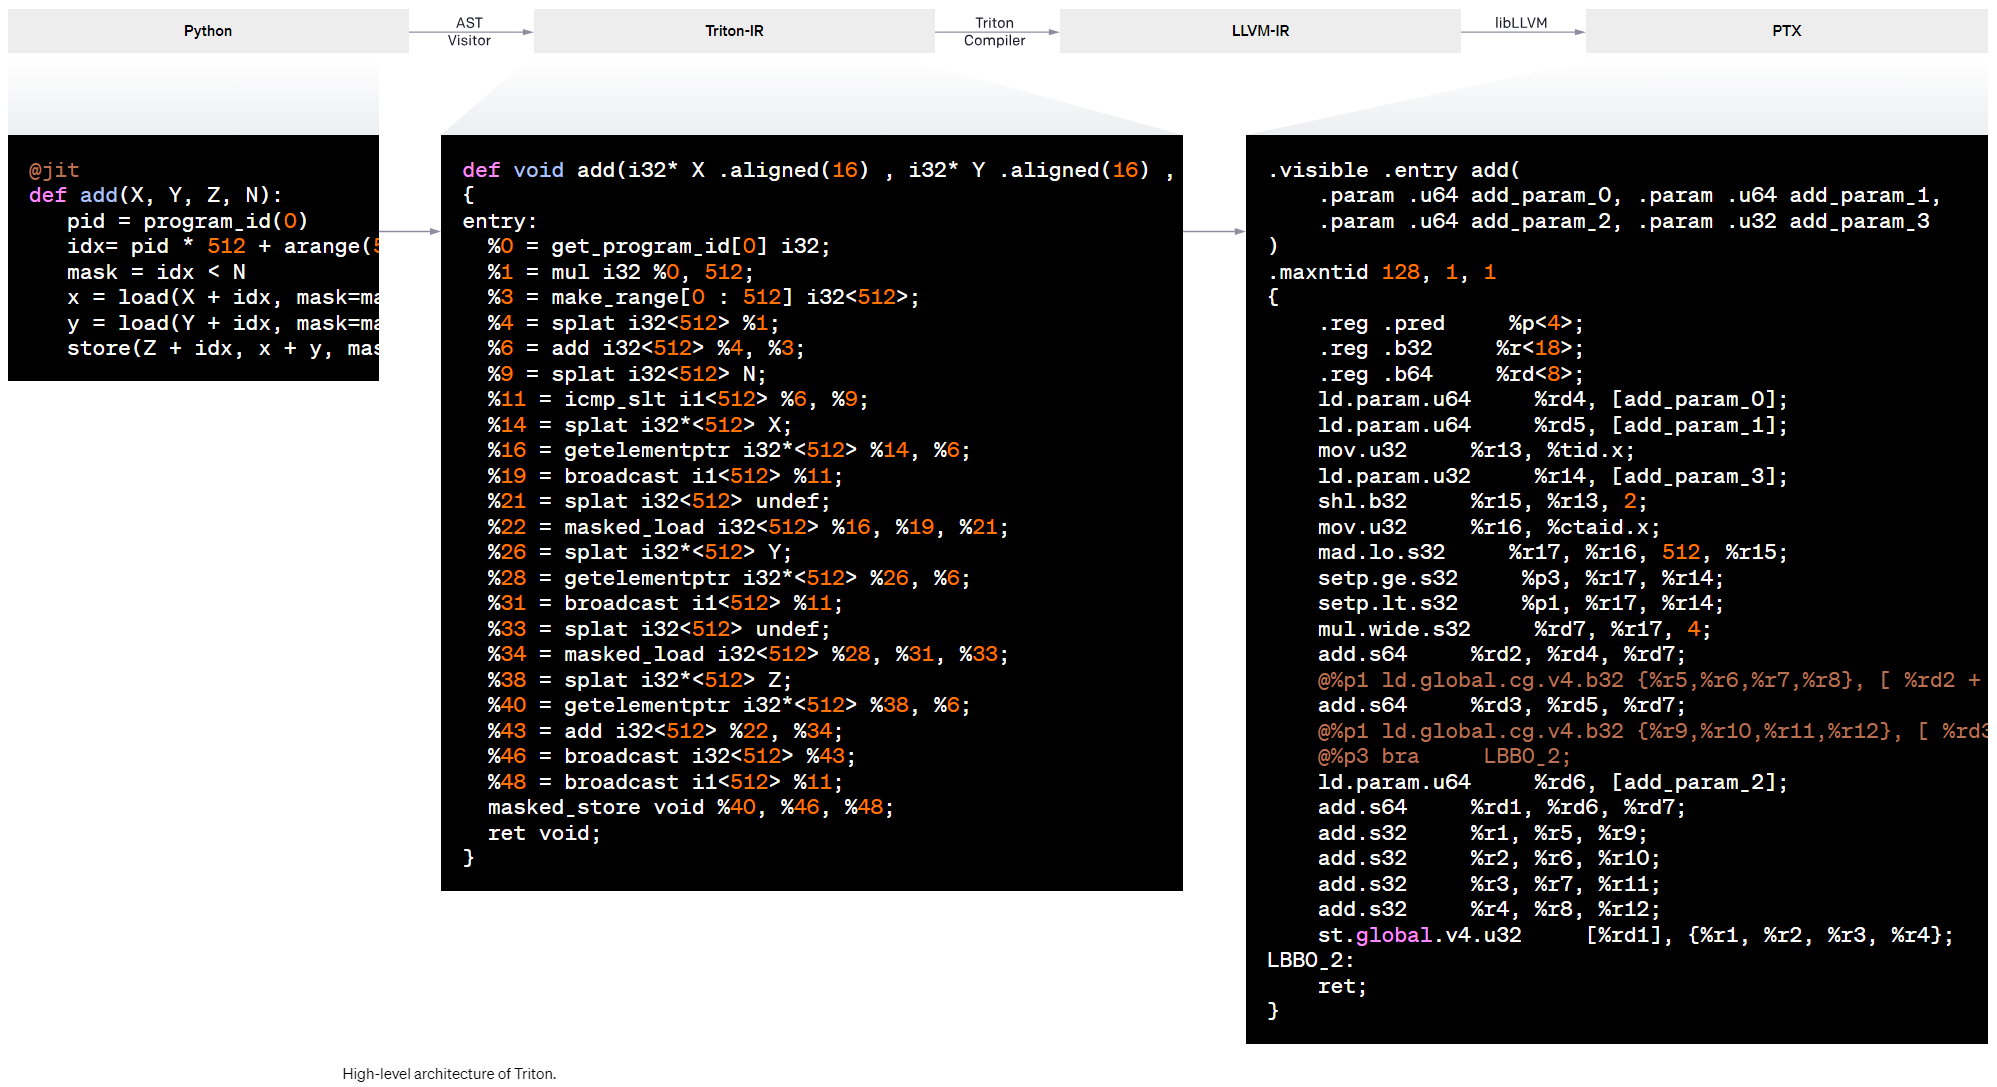 Python
AST
Visitor
Triton-IR
Triton
Compiler
LLVM-IR
libLLVM
PTX
@jit
def add(X, Y, Z, N):
   pid = program_id(0)
   idx= pid * 512 + arange(
   mask = idx < N
   x = load(X + idx, mask=ma
   y = load(Y + idx, mask=ma
   store(Z + idx, x + y, mas
def void add(i32* X .aligned(16) , i32* Y .aligned(16) ,
{
entry:
  %0 = get_program_id[0] i32;
  %1 = mul i32 %0, 512;
  %3 = make_range[0 : 512] i32<512>;
  %4 = splat i32<512> %1;
  %6 = add i32<512> %4, %3;
  %9 = splat i32<512> N;
  %11 = icmp_slt i1<512> %6, %9;
  %14 = splat i32*<512> X;
  %16 = getelementptr i32*<512> %14, %6;
  %19 = broadcast i1<512> %11;
  %21 = splat i32<512> undef;
  %22 = masked_load i32<512> %16, %19, %21;
  %26 = splat i32*<512> Y;
  %28 = getelementptr i32*<512> %26, %6;
  %31 = broadcast i1<512> %11;
  %33 = splat i32<512> undef;
  %34 = masked_load i32<512> %28, %31, %33;
  %38 = splat i32*<512> Z;
  %40 = getelementptr i32*<512> %38, %6;
  %43 = add i32<512> %22, %34;
  %46 = broadcast i32<512> %43;
  %48 = broadcast i1<512> %11;
  masked_store void %40, %46, %48;
  ret void;
}
.visible .entry add(
    .param .u64 add_param_0, .param .u64 add_param_1,
    .param .u64 add_param_2, .param .u32 add_param_3
)
.maxntid 128, 1, 1
{
    .reg .pred     %p<4>;
    .reg .b32     %r<18>;
    .reg .b64     %rd<8>;
    ld.param.u64     %rd4, [add_param_0];
    ld.param.u64     %rd5, [add_param_1];
    mov.u32     %r13, %tid.x;
    ld.param.u32     %r14, [add_param_3];
    shl.b32     %r15, %r13, 2;
    mov.u32     %r16, %ctaid.x;
    mad.lo.s32     %r17, %r16, 512, %r15;
    setp.ge.s32     %p3, %r17, %r14;
    setp.lt.s32     %p1, %r17, %r14;
    mul.wide.s32     %rd7, %r17, 4;
    add.s64     %rd2, %rd4, %rd7;
    @%p1 ld.global.cg.v4.b32 {%r5,%r6,%r7,%r8}, [ %rd2 +
    add.s64     %rd3, %rd5, %rd7;
    @%p1 ld.global.cg.v4.b32 {%r9,%r10,%r11,%r12}, [ %rd3
    @%p3 bra     LBB0_2;
    ld.param.u64     %rd6, [add_param_2];
    add.s64     %rd1, %rd6, %rd7;
    add.s32     %r1, %r5, %r9;
    add.s32     %r2, %r6, %r10;
    add.s32     %r3, %r7, %r11;
    add.s32     %r4, %r8, %r12;
    st.global.v4.u32     [%rd1], {%r1, %r2, %r3, %r4};
LBB0_2:
    ret;
}
High-level architecture of Triton.